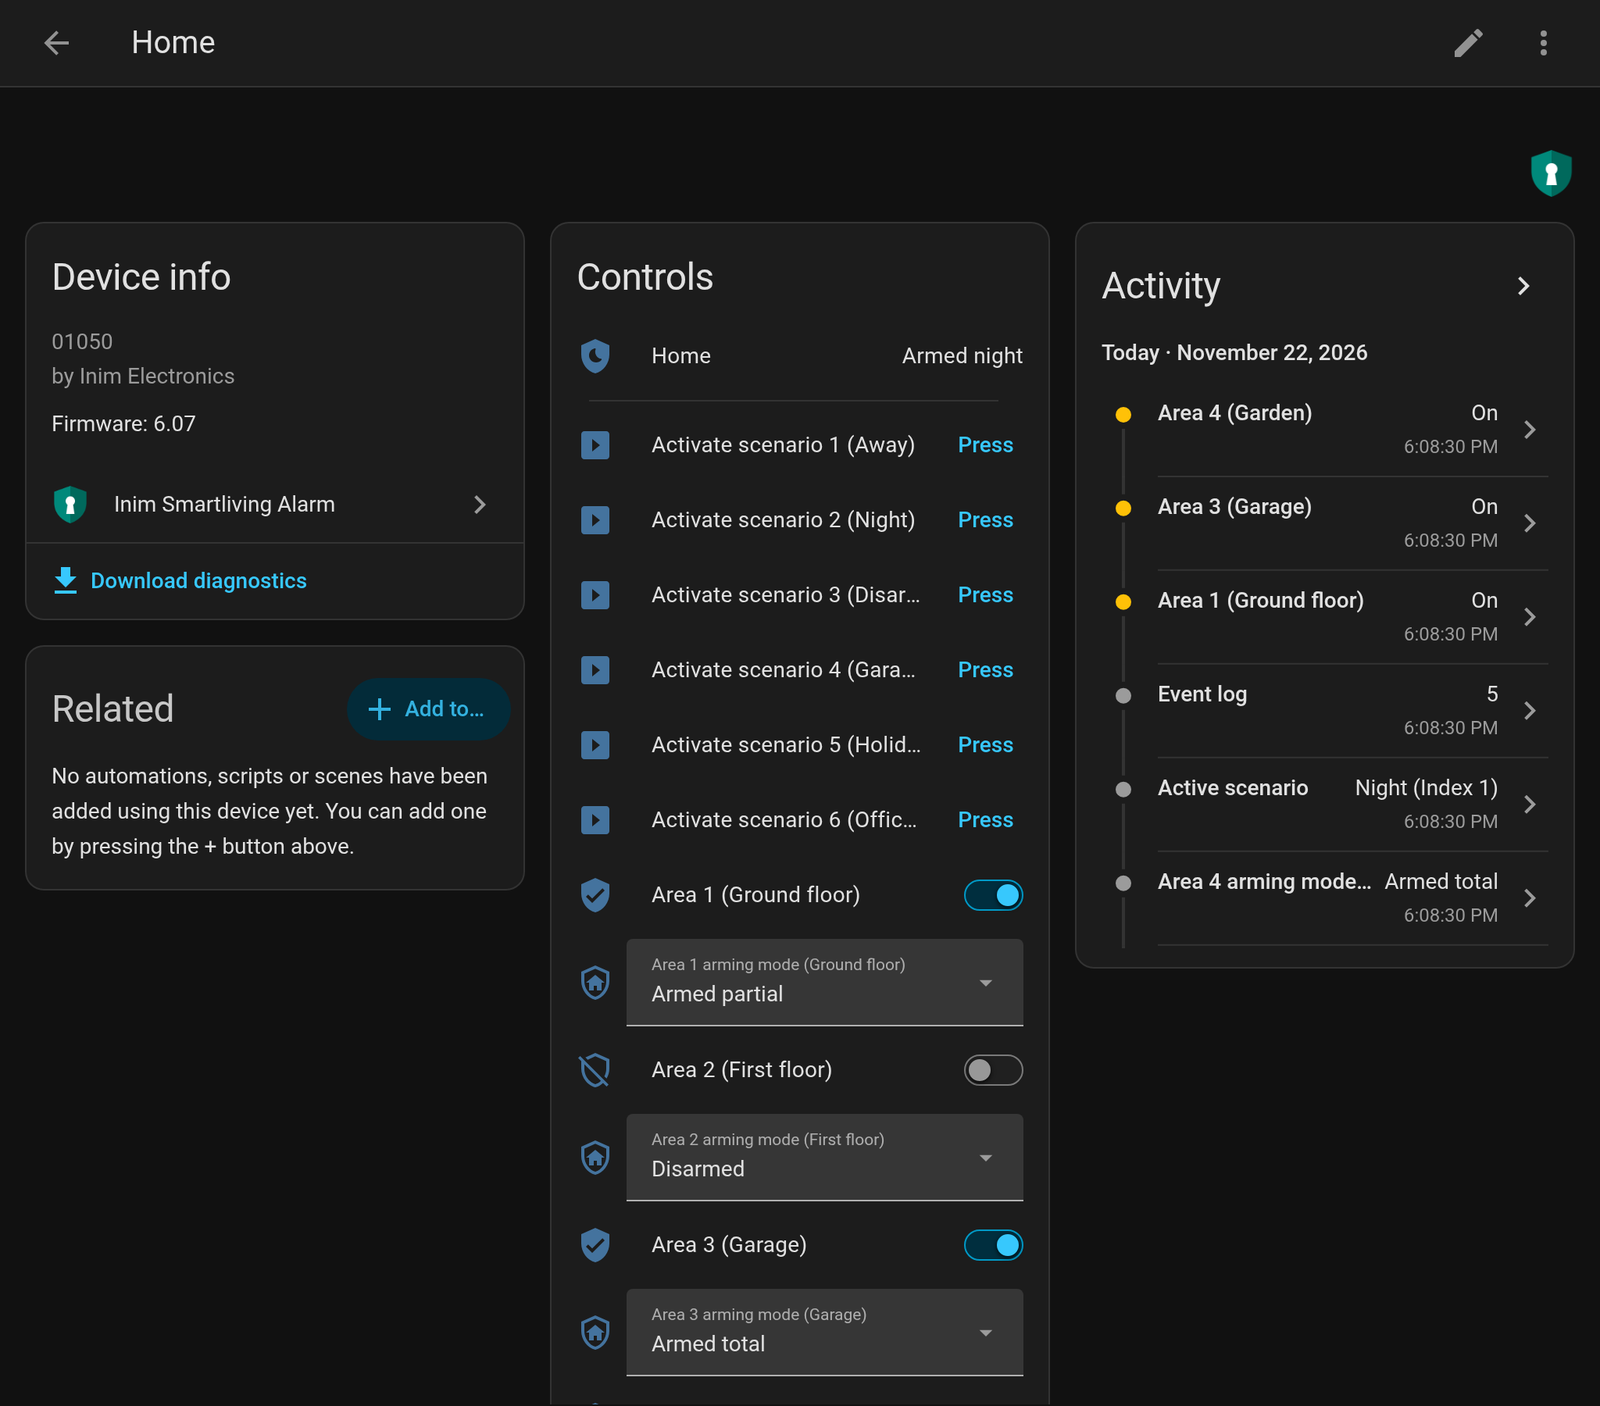 Home
Device info
01050
by Inim Electronics
Firmware: 6.07
Inim Smartliving Alarm
Download diagnostics
Related
Add to...
No automations, scripts or scenes have been
added using this device yet. You can add one
by pressing the + button above.
Controls
Home Armed night
Activate scenario 1 (Away) Press
Activate scenario 2 (Night) Press
Activate scenario 3 (Disar... Press
Activate scenario 4 (Gara... Press
Activate scenario 5 (Holid... Press
Activate scenario 6 (Offic... Press
Area 1 (Ground floor)
Area 1 arming mode (Ground floor)
Armed partial
Area 2 (First floor)
Area 2 arming mode (First floor)
Disarmed
Area 3 (Garage)
Area 3 arming mode (Garage)
Armed total
Activity
Today · November 22, 2026
Area 4 (Garden) On
6:08:30 PM
Area 3 (Garage) On
6:08:30 PM
Area 1 (Ground floor) On
6:08:30 PM
Event log 5
6:08:30 PM
Active scenario Night (Index 1)
6:08:30 PM
Area 4 arming mode... Armed total
6:08:30 PM